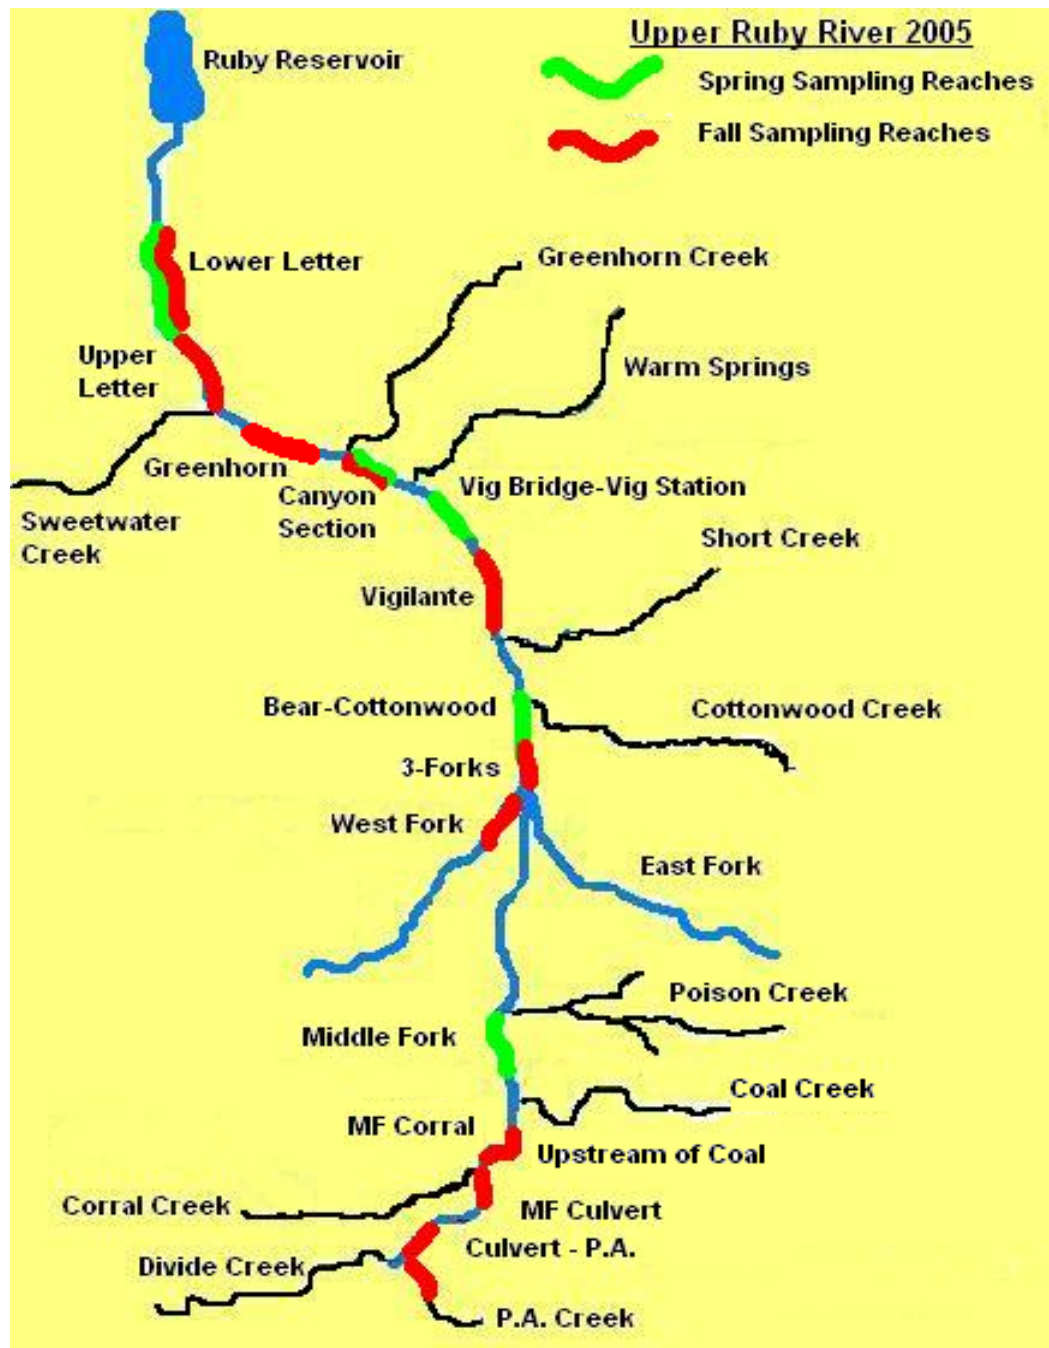 Upper Ruby River 2005
Ruby Reservoir
Spring Sampling Reaches
Fall Sampling Reaches
Lower Letter
Greenhorn Creek
Upper
Letter
Warm Springs
Greenhorn
Canyon
Section
Vig Bridge-Vig Station
Sweetwater
Creek
Short Creek
Vigilante
Bear-Cottonwood
Cottonwood Creek
3-Forks
West Fork
East Fork
Poison Creek
Middle Fork
Coal Creek
MF Corral
Upstream of Coal
Corral Creek
MF Culvert
Culvert - P.A.
Divide Creek
P.A. Creek